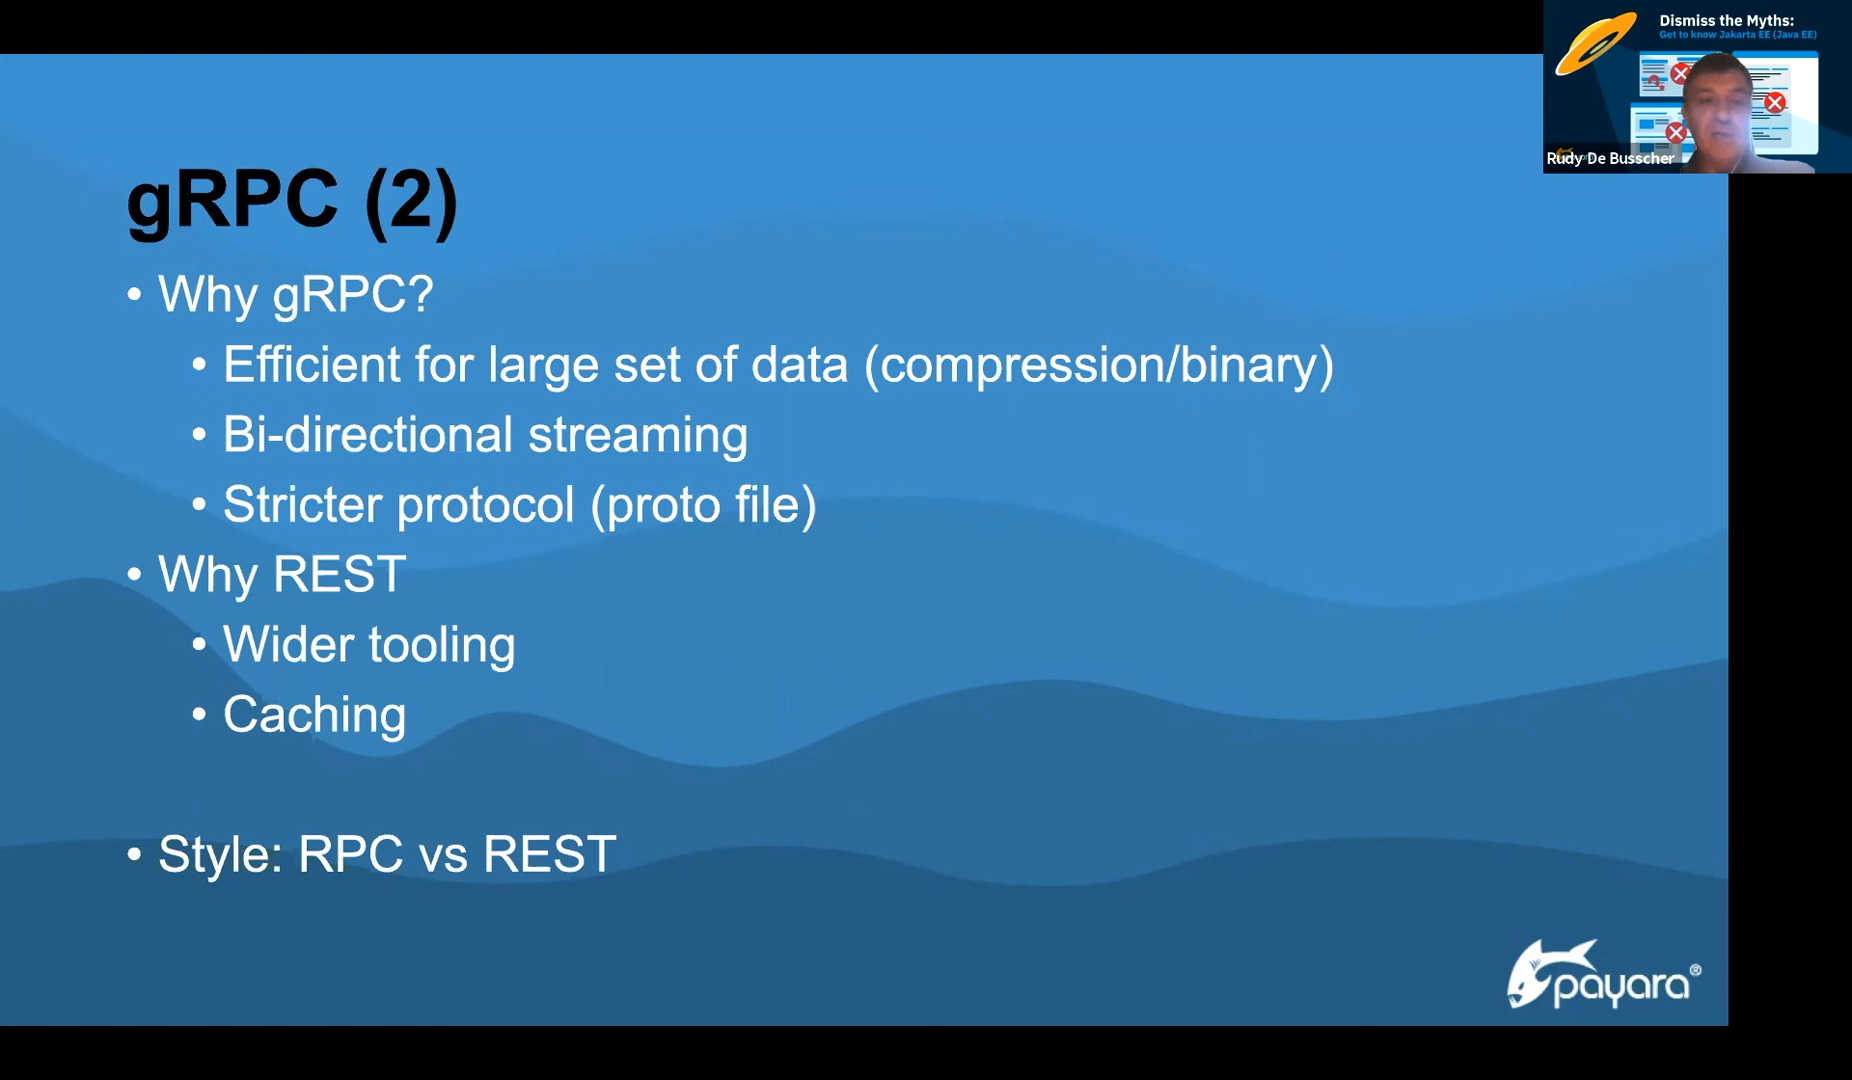 Dismiss the Myths:
Get to know Jakarta EE (Java EE)
Rudy De Busscher
gRPC (2)
• Why gRPC?
• Efficient for large set of data (compression/binary)
• Bi-directional streaming
• Stricter protocol (proto file)
• Why REST
• Wider tooling
• Caching
• Style: RPC vs REST
payara®